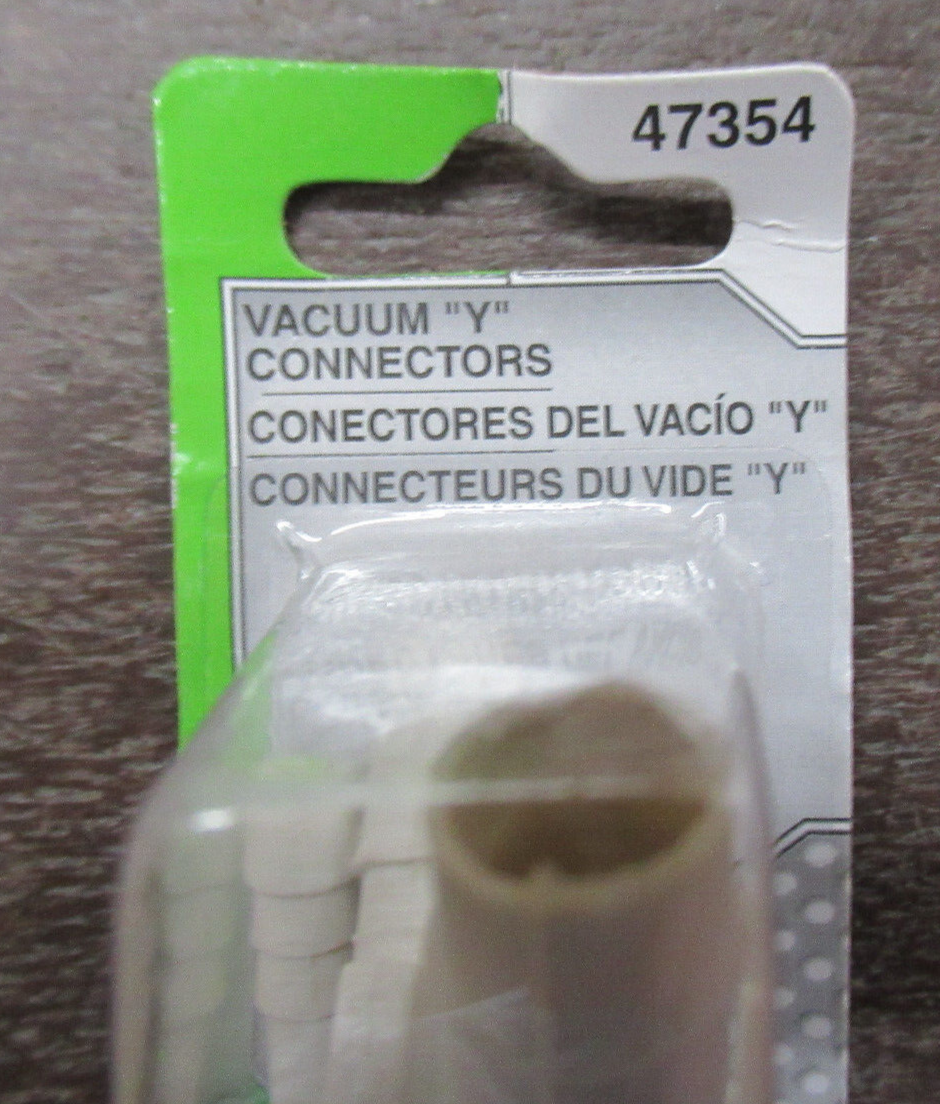 47354
VACUUM "Y"
CONNECTORS
CONECTORES DEL VACÍO "Y"
CONNECTEURS DU VIDE "Y"